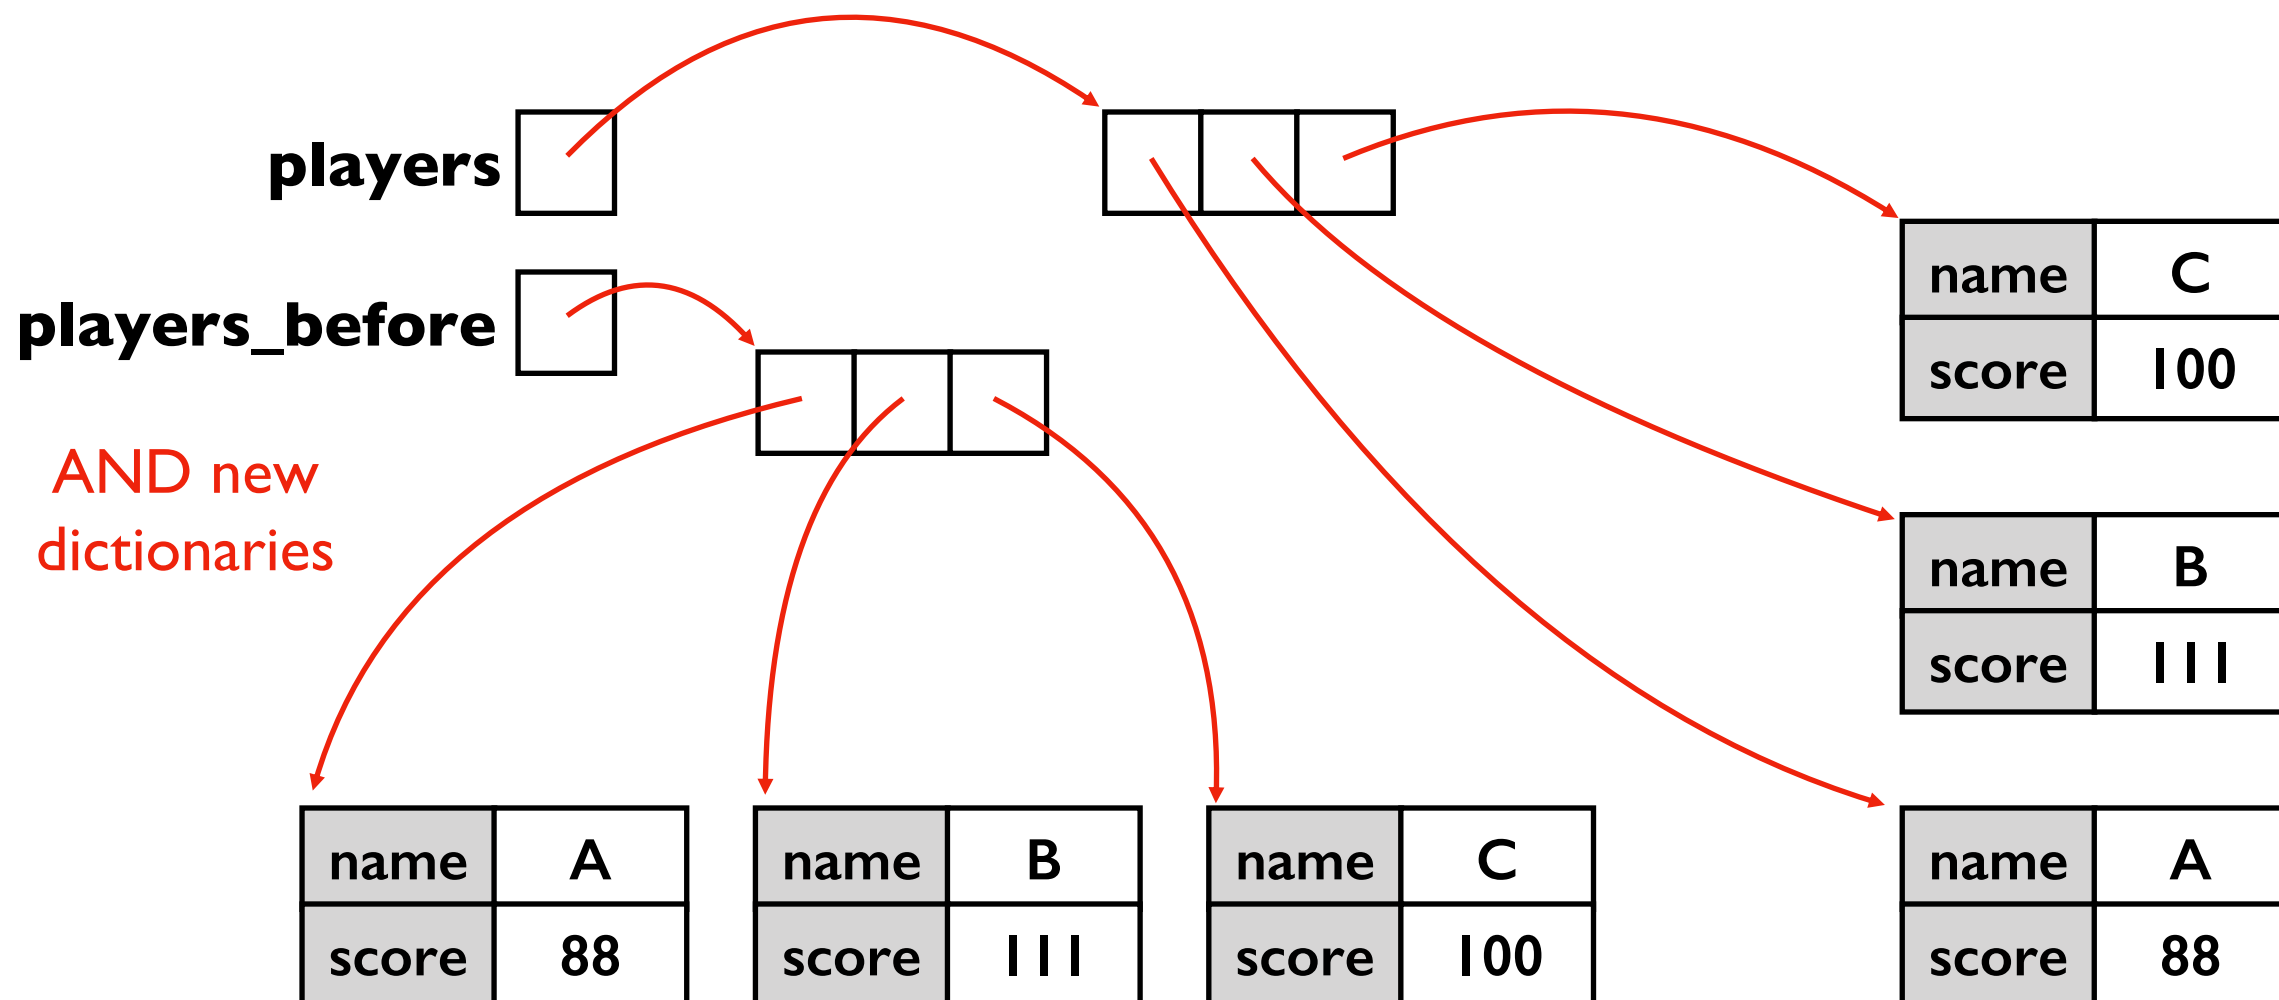 players
players_before
AND new
dictionaries
name C
score 100
name B
score 111
name A
score 88
name B
score 111
name C
score 100
name A
score 88